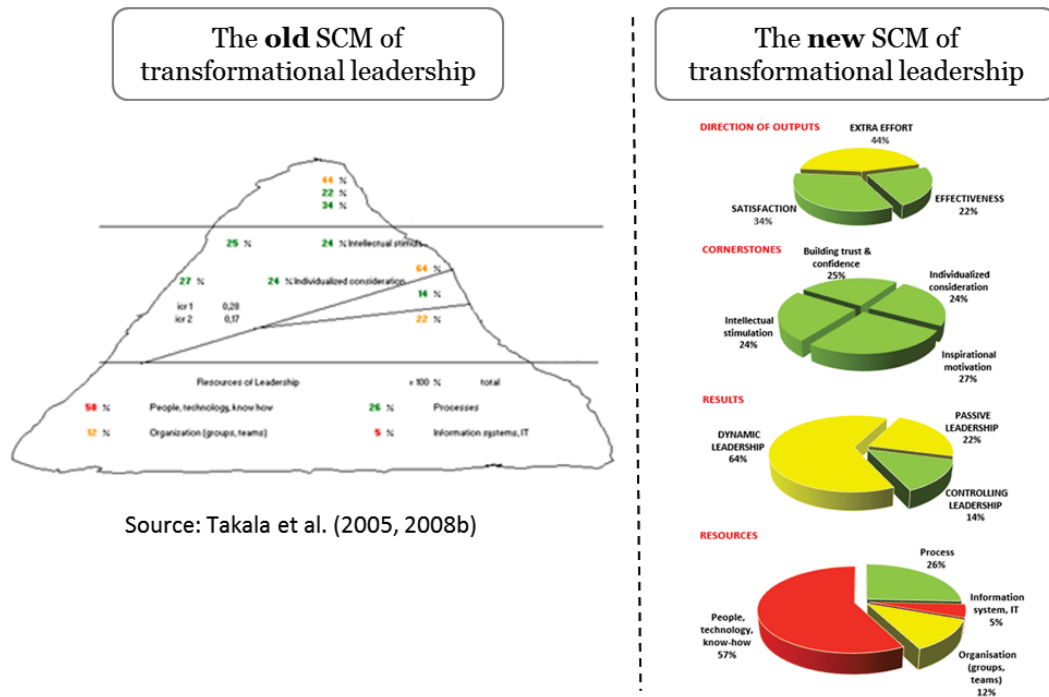 The old SCM of
transformational leadership
44 %
22 %
34 %
25 % 24 % Intellectual stimuls...
64 %
27 % 24 % Individualized consideration
14 %
icr 1 0,28
icr 2 0,17
22 %
Resources of Leadership = 100 % total
58 % People, technology, know how 26 % Processes
12 % Organization (groups, teams) 5 % Information systems, IT
Source: Takala et al. (2005, 2008b)
The new SCM of
transformational leadership
DIRECTION OF OUTPUTS
EXTRA EFFORT
44%
SATISFACTION
34%
EFFECTIVENESS
22%
CORNERSTONES
Building trust &
confidence
25%
Individualized
consideration
24%
Intellectual
stimulation
24%
Inspirational
motivation
27%
RESULTS
DYNAMIC
LEADERSHIP
64%
PASSIVE
LEADERSHIP
22%
CONTROLLING
LEADERSHIP
14%
RESOURCES
Process
26%
Information
system, IT
5%
People,
technology,
know-how
57%
Organisation
(groups,
teams)
12%